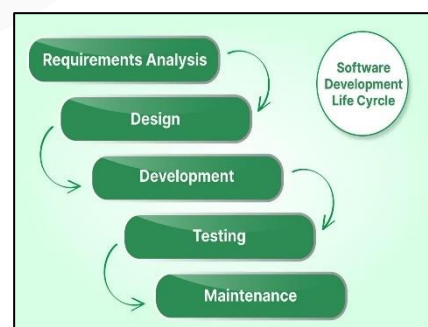 Requirements Analysis
Software
Development
Life Cyrcle
Design
Development
Testing
Maintenance